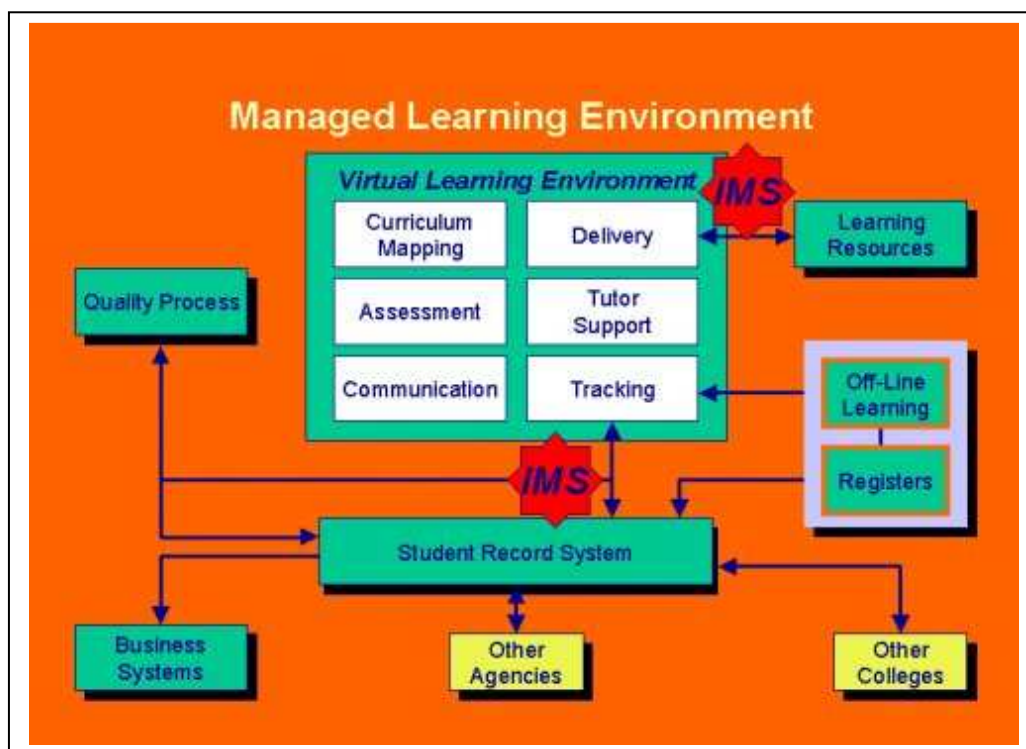 Managed Learning Environment
Virtual Learning Environment
IMS
Curriculum
Mapping
Delivery
Learning
Resources
Quality Process
Assessment
Tutor
Support
Communication
Tracking
Off-Line
Learning
IMS
Registers
Student Record System
Business
Systems
Other
Agencies
Other
Colleges